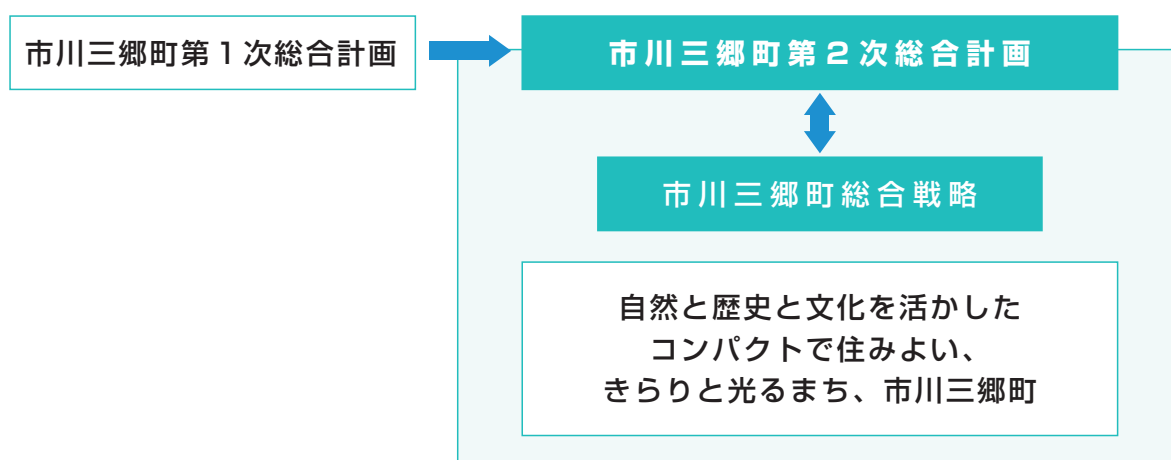 市川三郷町第１次総合計画
市川三郷町第２次総合計画
市川三郷町総合戦略
自然と歴史と文化を活かした
コンパクトで住みよい、
きらりと光るまち、市川三郷町